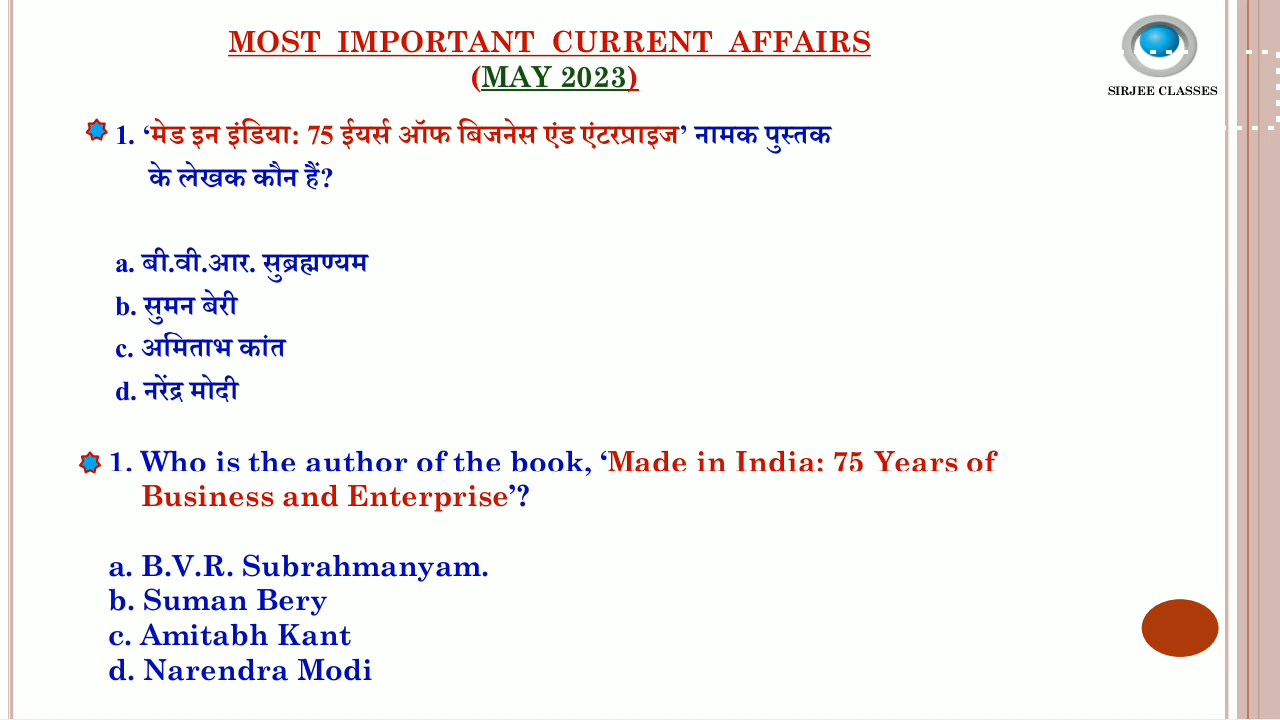 MOST IMPORTANT CURRENT AFFAIRS
(MAY 2023)
SIRJEE CLASSES
1. ‘मेड इन इंडिया: 75 ईयर्स ऑफ बिजनेस एंड एंटरप्राइज’ नामक पुस्तक
के लेखक कौन हैं?
a. बी.वी.आर. सुब्रह्मण्यम
b. सुमन बेरी
c. अमिताभ कांत
d. नरेंद्र मोदी
1. Who is the author of the book, ‘Made in India: 75 Years of
Business and Enterprise’?
a. B.V.R. Subrahmanyam.
b. Suman Bery
c. Amitabh Kant
d. Narendra Modi